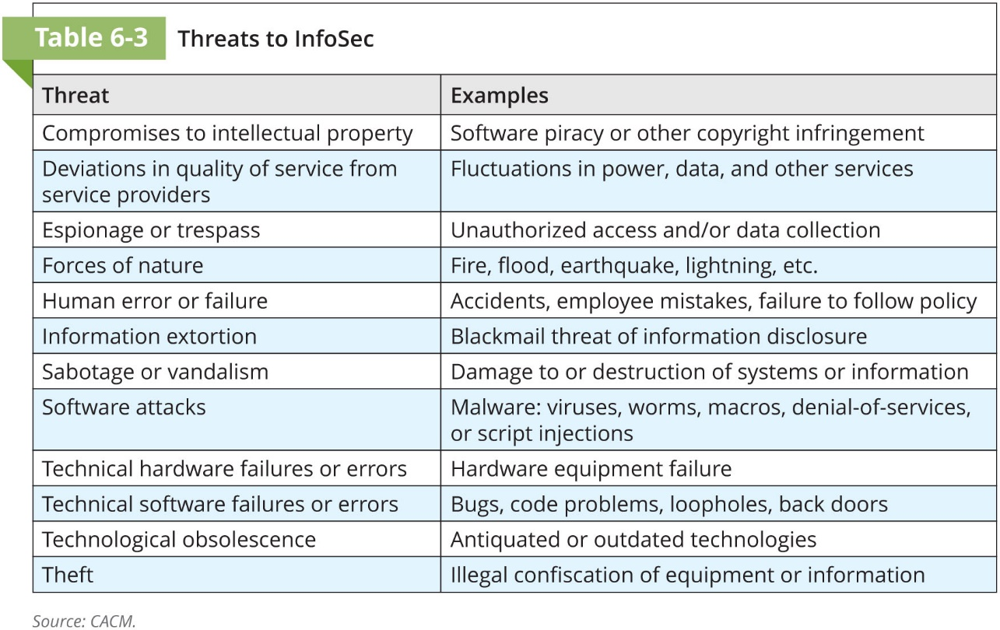 Table 6-3 Threats to InfoSec
Threat Examples
Compromises to intellectual property Software piracy or other copyright infringement
Deviations in quality of service from Fluctuations in power, data, and other services
service providers
Espionage or trespass Unauthorized access and/or data collection
Forces of nature Fire, flood, earthquake, lightning, etc.
Human error or failure Accidents, employee mistakes, failure to follow policy
Information extortion Blackmail threat of information disclosure
Sabotage or vandalism Damage to or destruction of systems or information
Software attacks Malware: viruses, worms, macros, denial-of-services,
or script injections
Technical hardware failures or errors Hardware equipment failure
Technical software failures or errors Bugs, code problems, loopholes, back doors
Technological obsolescence Antiquated or outdated technologies
Theft Illegal confiscation of equipment or information
Source: CACM.